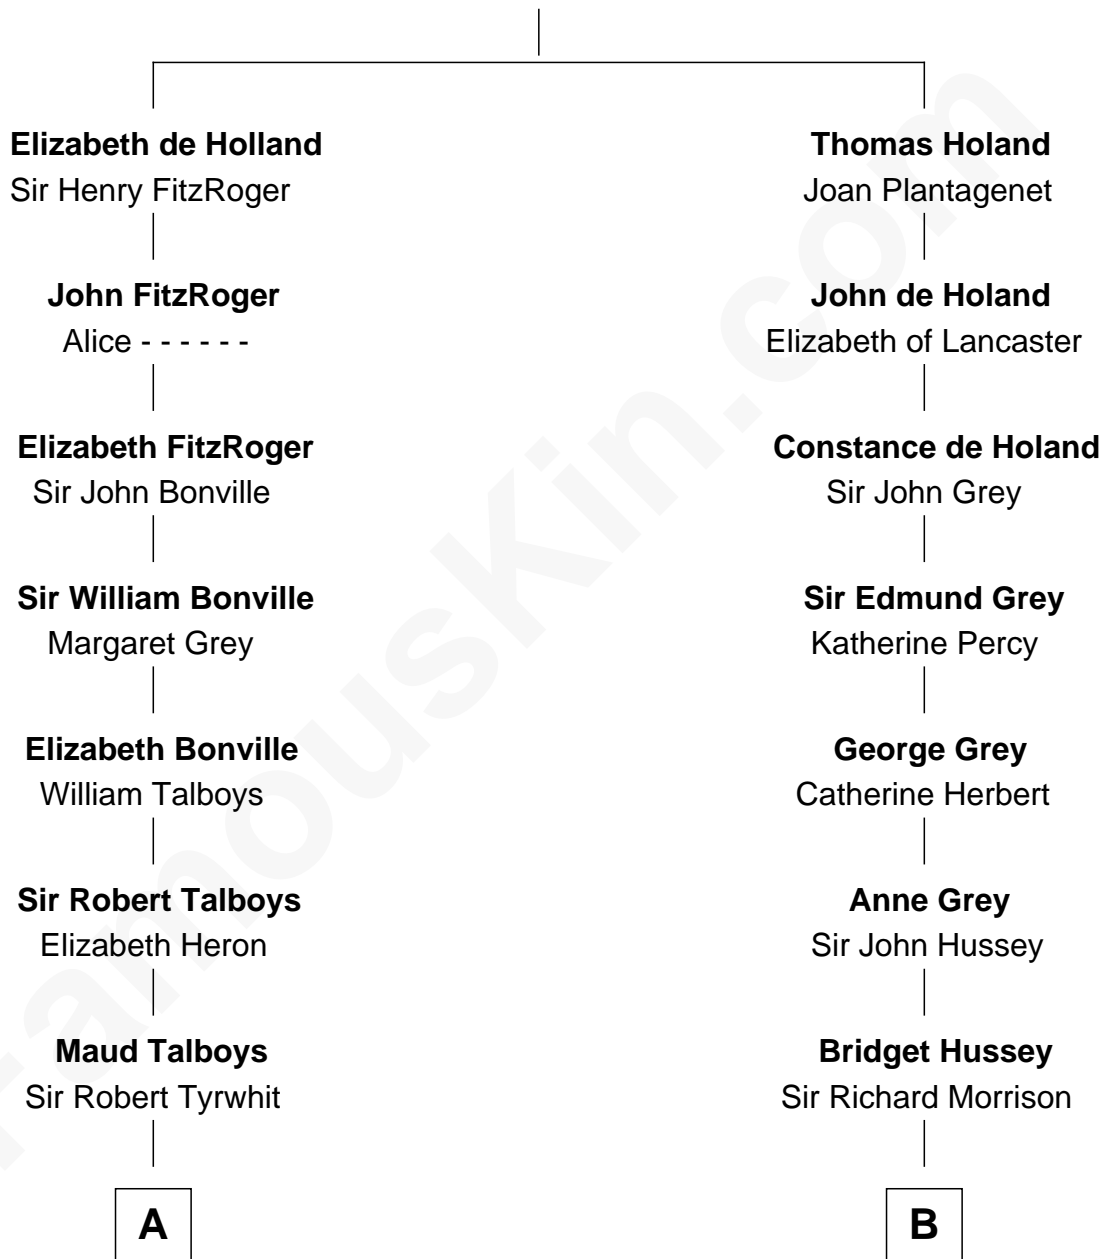 Elizabeth de Holland
Sir Henry FitzRoger
John FitzRoger
Alice - - - - - -
Elizabeth FitzRoger
Sir John Bonville
Sir William Bonville
Margaret Grey
Elizabeth Bonville
William Talboys
Sir Robert Talboys
Elizabeth Heron
Maud Talboys
Sir Robert Tyrwhit
A
Thomas Holand
Joan Plantagenet
John de Holand
Elizabeth of Lancaster
Constance de Holand
Sir John Grey
Sir Edmund Grey
Katherine Percy
George Grey
Catherine Herbert
Anne Grey
Sir John Hussey
Bridget Hussey
Sir Richard Morrison
B
FamousKin.com